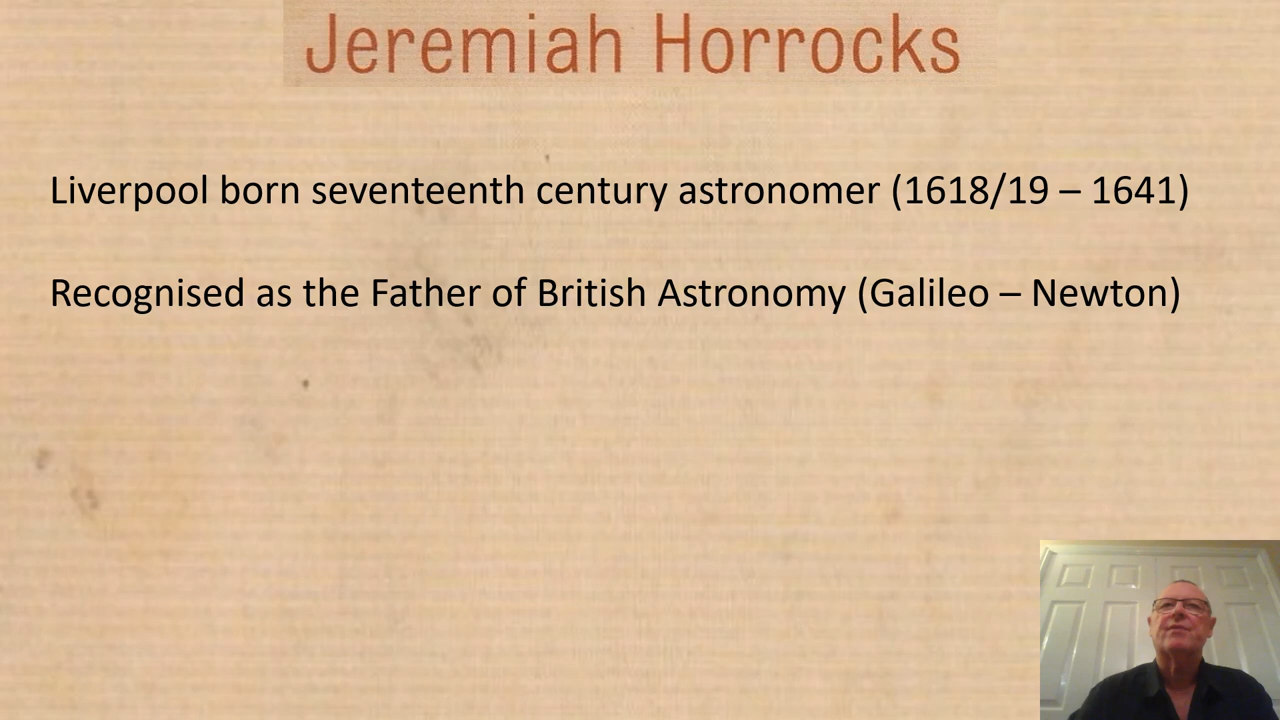 Jeremiah Horrocks
Liverpool born seventeenth century astronomer (1618/19 – 1641)
Recognised as the Father of British Astronomy (Galileo – Newton)